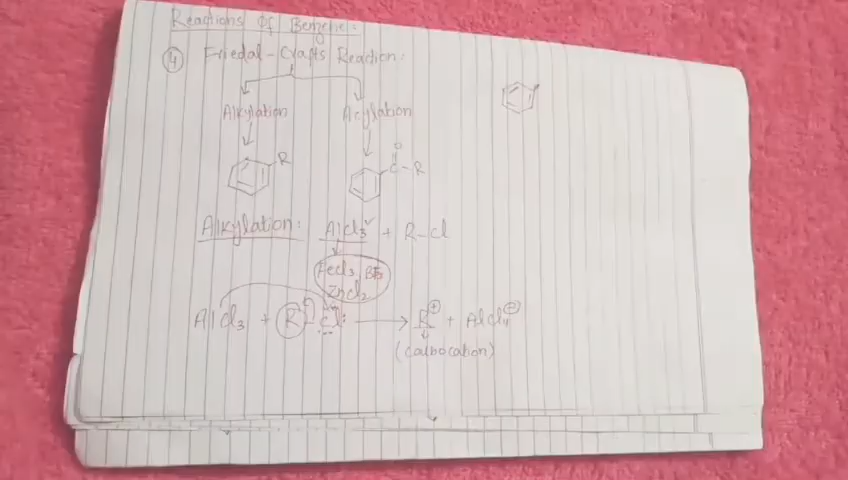 Reactions Of Benzene:
4 Friedal-Crafts Reaction:
Alkylation Acylation
R O
C-R
Alkylation: AlCl3 + R-Cl
FeCl3, BF3
ZnCl2
AlCl3 + R-Cl: → R⊕ + AlCl4⊖
(Carbocation)